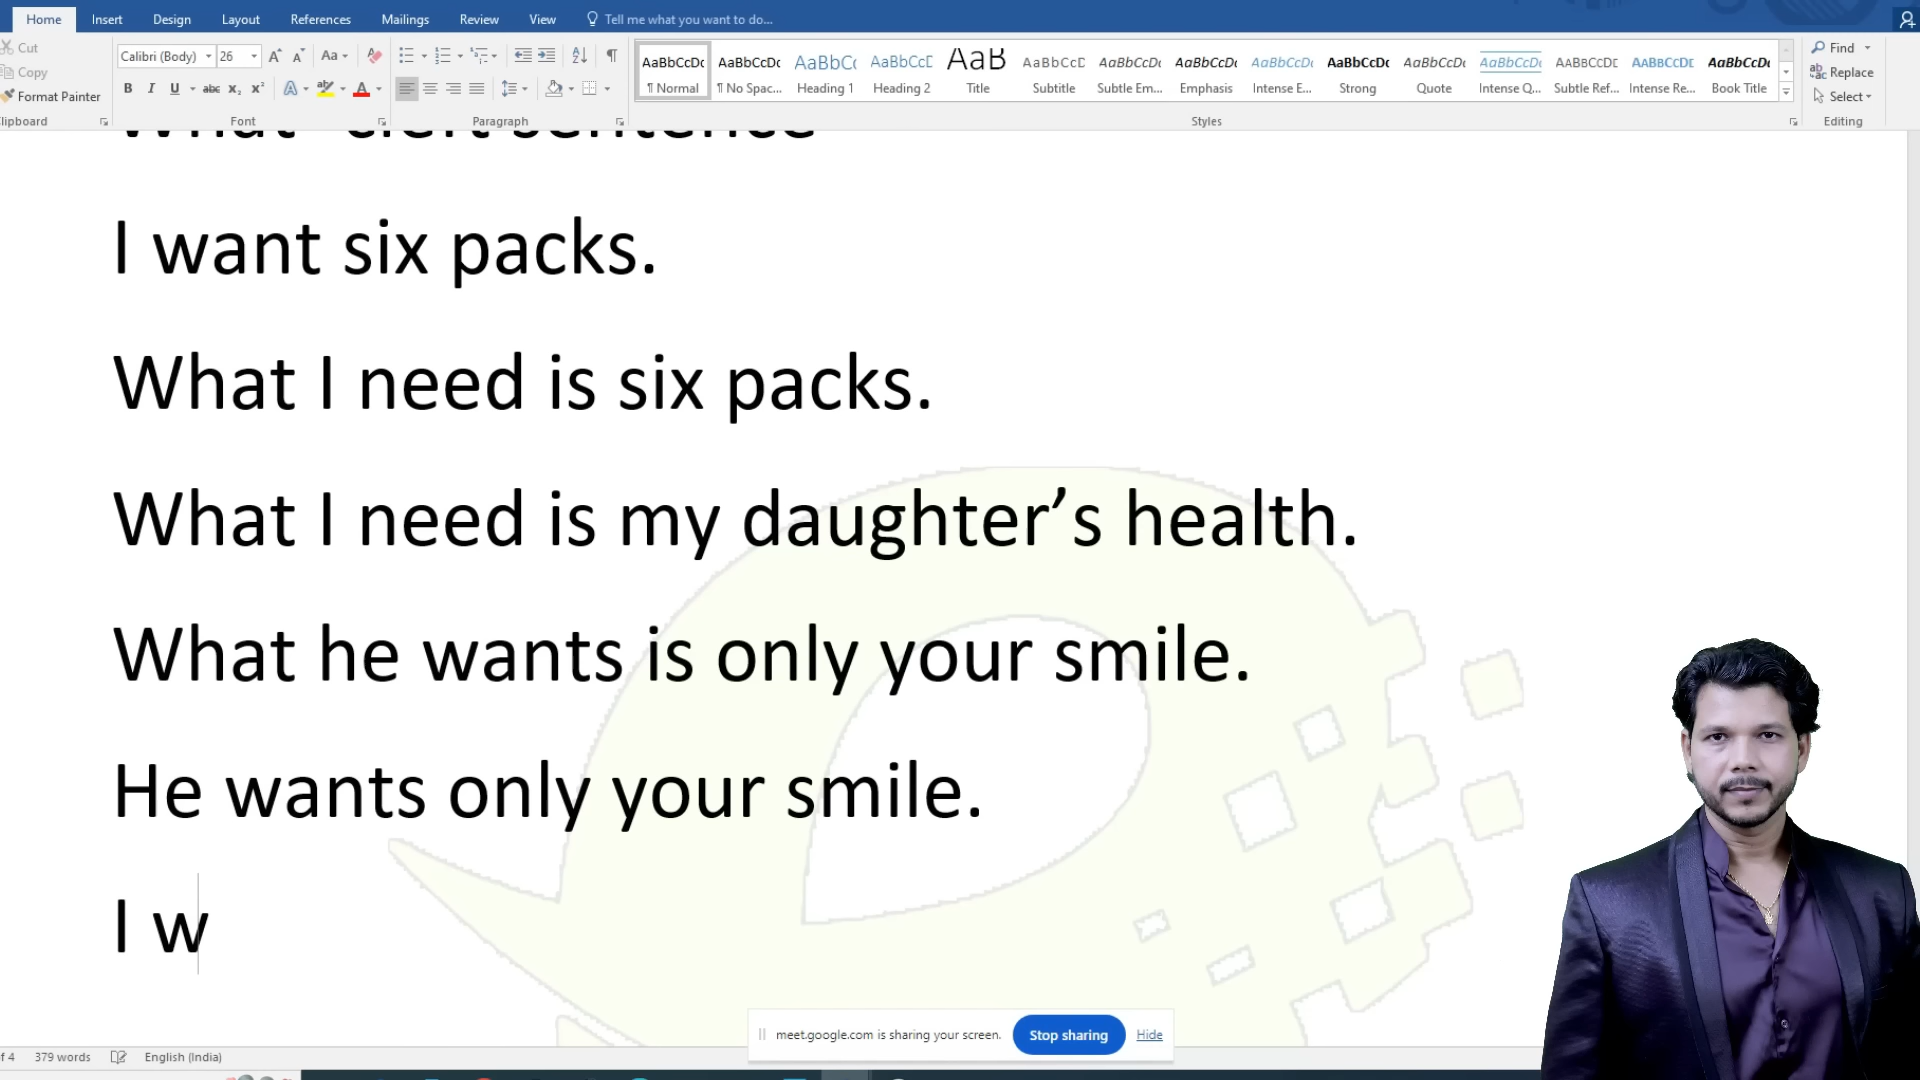 Home Insert Design Layout References Mailings Review View Tell me what you want to do...
Cut
Copy
Format Painter
Calibri (Body) 26
Font
Paragraph
AaBbCcDc AaBbCcDc AaBbC( AaBbCcE AaB AaBbCcD AaBbCcDc AaBbCcDc AaBbCcDc AaBbCcDc AaBbCcDc AaBbCcDc AABBCCDE AABBCCDE AaBbCcDc
¶ Normal ¶ No Spac... Heading 1 Heading 2 Title Subtitle Subtle Em... Emphasis Intense E... Strong Quote Intense Q... Subtle Ref... Intense Re... Book Title
Styles
Find
Replace
Select
Editing
I want six packs.
What I need is six packs.
What I need is my daughter’s health.
What he wants is only your smile.
He wants only your smile.
I w
meet.google.com is sharing your screen. Stop sharing Hide
379 words English (India)